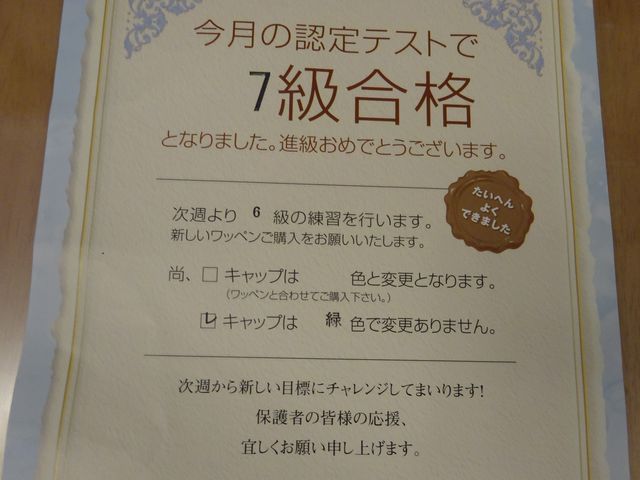 今月の認定テストで
7級合格
となりました。進級おめでとうございます。
たいへん
よく
できました
次週より 6 級の練習を行います。
新しいワッペンご購入をお願いいたします。
尚、□ キャップは 色と変更となります。
(ワッペンと合わせてご購入下さい。)
☑ キャップは 緑 色で変更ありません。
次週から新しい目標にチャレンジしてまいります!
保護者の皆様の応援、
宜しくお願い申し上げます。